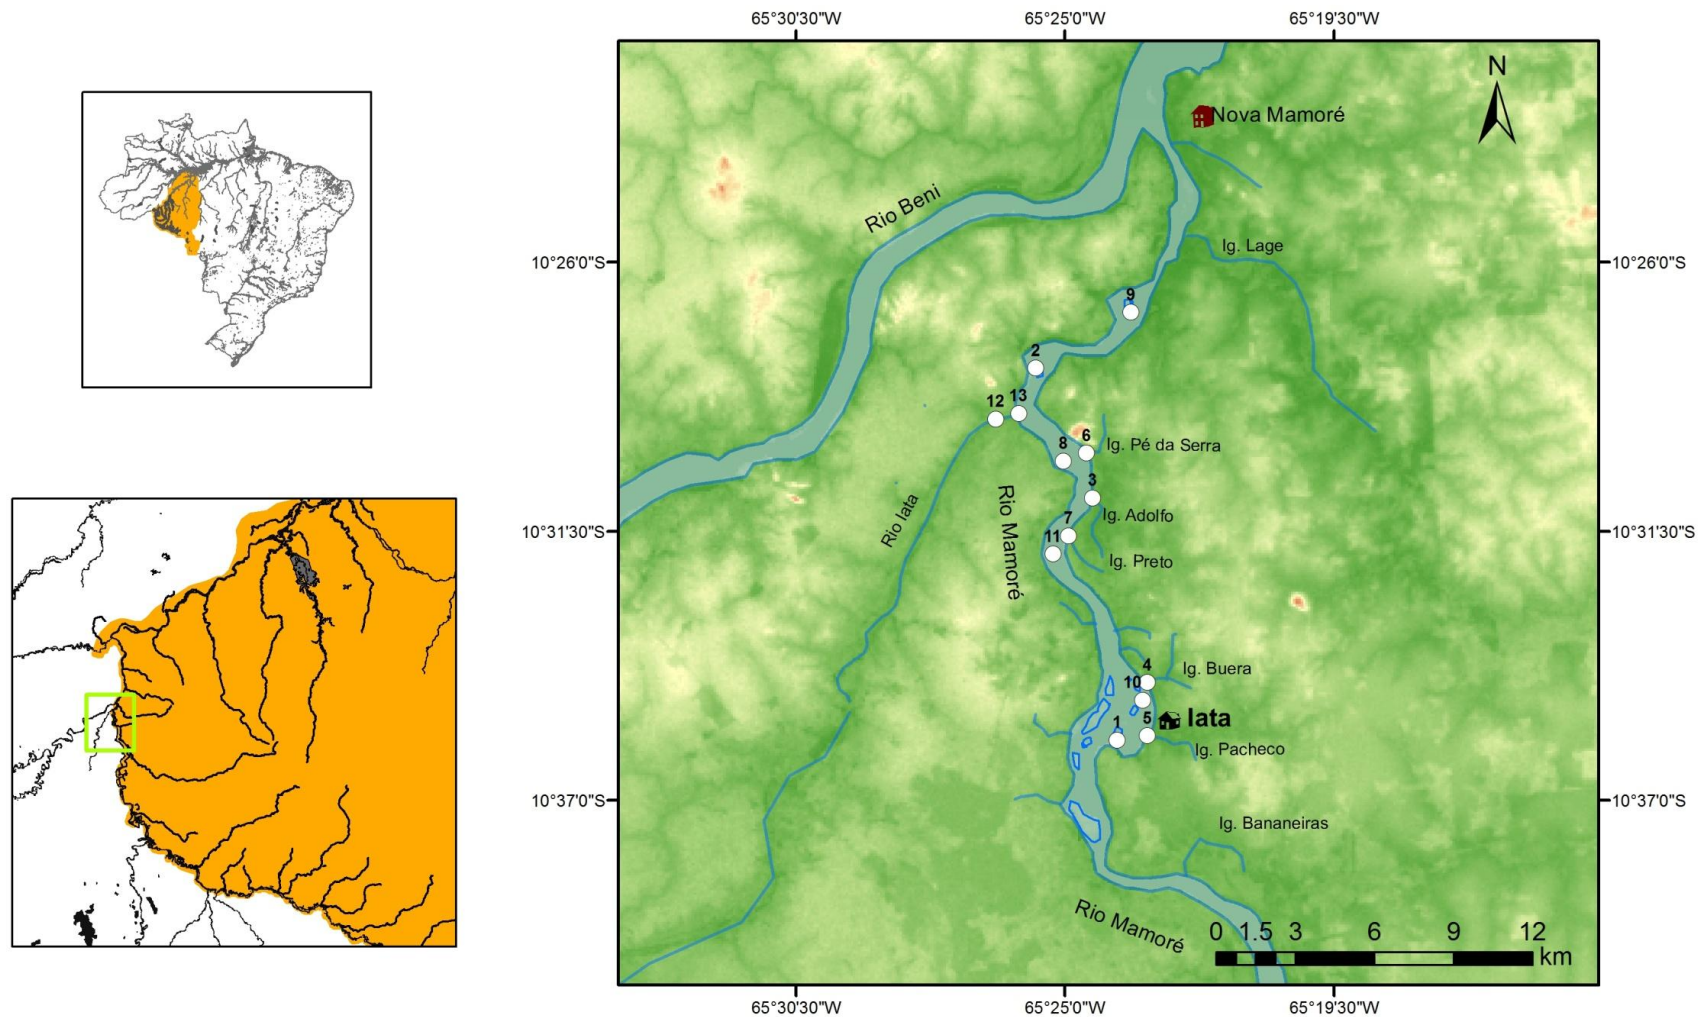 65°30'30"W
65°25'0"W
65°19'30"W
N
Nova Mamoré
Rio Beni
Ig. Lage
10°26'0"S
10°26'0"S
9
2
12
13
6
8
Ig. Pé da Serra
3
Rio Iata
Rio Mamoré
Ig. Adolfo
7
10°31'30"S
10°31'30"S
11
Ig. Preto
4
Ig. Buera
10
1
5
Iata
Ig. Pacheco
10°37'0"S
10°37'0"S
Ig. Bananeiras
Rio Mamoré
0 1.5 3 6 9 12
km
65°30'30"W
65°25'0"W
65°19'30"W